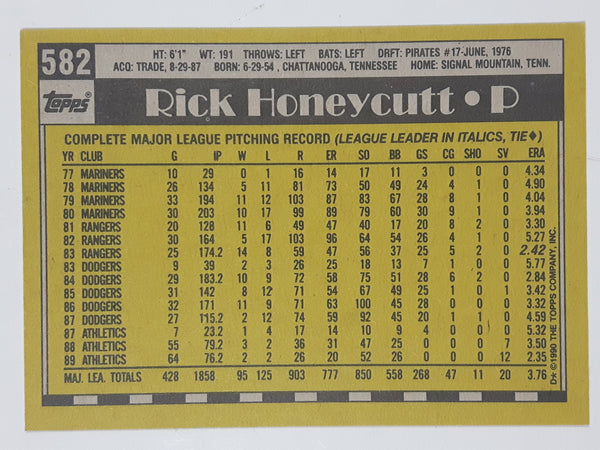 582
HT: 6'1" WT: 191 THROWS: LEFT BATS: LEFT DRFT: PIRATES #17-JUNE, 1976
ACQ: TRADE, 8-29-87 BORN: 6-29-54, CHATTANOOGA, TENNESSEE HOME: SIGNAL MOUNTAIN, TENN.
Topps®
Rick Honeycutt • P
COMPLETE MAJOR LEAGUE PITCHING RECORD (LEAGUE LEADER IN ITALICS, TIE♦)
YR CLUB G IP W L R ER SO BB GS CG SHO SV ERA
77 MARINERS 10 29 0 1 16 14 17 11 3 0 0 0 4.34
78 MARINERS 26 134 5 11 81 73 50 49 24 4 1 0 4.90
79 MARINERS 33 194 11 12 103 87 83 67 28 8 1 0 4.04
80 MARINERS 30 203 10 17 99 89 79 60 30 9 1 0 3.94
81 RANGERS 20 128 11 6 49 47 40 17 20 8 2 0 3.30
82 RANGERS 30 164 5 17 103 96 64 54 26 4 1 0 5.27
83 RANGERS 25 174.2 14 8 59 47 56 37 25 5 2 0 2.42
83 DODGERS 9 39 2 3 26 25 18 13 7 1 0 0 5.77
84 DODGERS 29 183.2 10 9 72 58 75 51 28 6 2 0 2.84
85 DODGERS 31 142 8 12 71 54 67 49 25 1 0 1 3.42
86 DODGERS 32 171 11 9 71 63 100 45 28 0 0 0 3.32
87 DODGERS 27 115.2 2 12 74 59 92 45 20 1 1 0 4.59
87 ATHLETICS 7 23.2 1 4 17 14 10 9 4 0 0 0 5.32
88 ATHLETICS 55 79.2 3 2 36 31 47 25 0 0 0 7 3.50
89 ATHLETICS 64 76.2 2 2 26 20 52 26 0 0 0 12 2.35
MAJ. LEA. TOTALS 428 1858 95 125 903 777 850 558 268 47 11 20 3.76
D* ©1990 THE TOPPS COMPANY, INC.